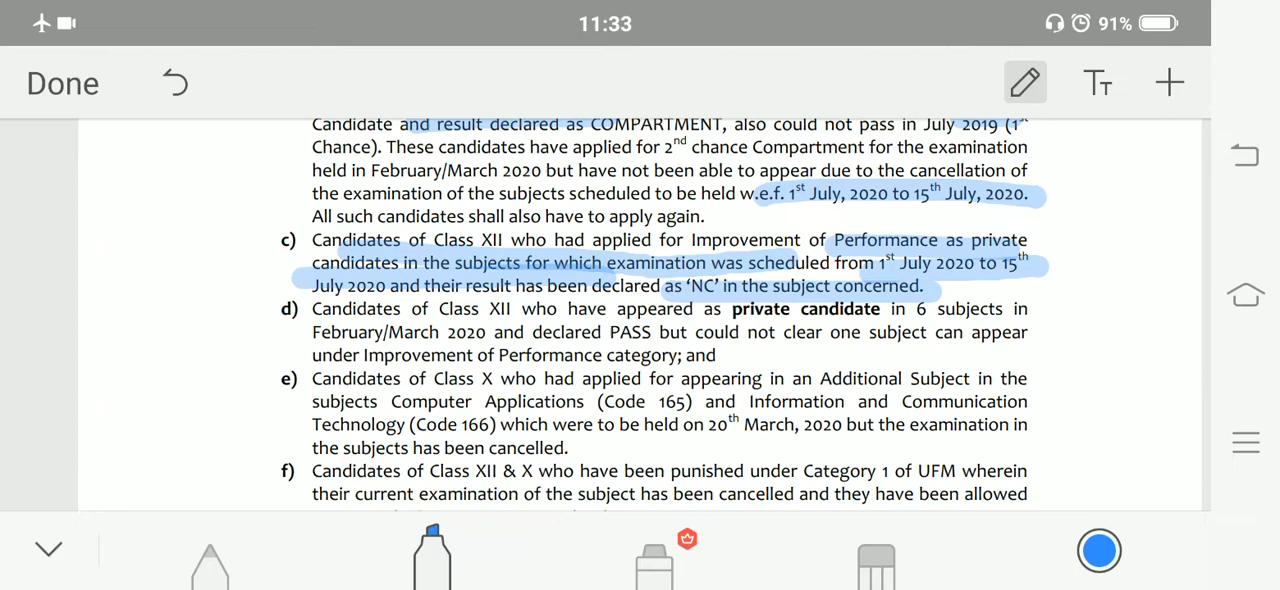 11:33
91%
Done
Candidate and result declared as COMPARTMENT, also could not pass in July 2019 (1st
Chance). These candidates have applied for 2nd chance Compartment for the examination
held in February/March 2020 but have not been able to appear due to the cancellation of
the examination of the subjects scheduled to be held w.e.f. 1st July, 2020 to 15th July, 2020.
All such candidates shall also have to apply again.
c) Candidates of Class XII who had applied for Improvement of Performance as private
candidates in the subjects for which examination was scheduled from 1st July 2020 to 15th
July 2020 and their result has been declared as ‘NC’ in the subject concerned.
d) Candidates of Class XII who have appeared as private candidate in 6 subjects in
February/March 2020 and declared PASS but could not clear one subject can appear
under Improvement of Performance category; and
e) Candidates of Class X who had applied for appearing in an Additional Subject in the
subjects Computer Applications (Code 165) and Information and Communication
Technology (Code 166) which were to be held on 20th March, 2020 but the examination in
the subjects has been cancelled.
f) Candidates of Class XII & X who have been punished under Category 1 of UFM wherein
their current examination of the subject has been cancelled and they have been allowed